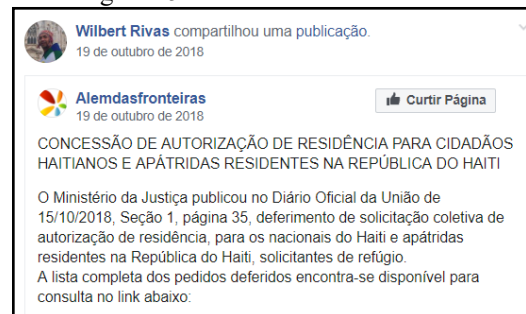 Wilbert Rivas compartilhou uma publicação.
19 de outubro de 2018
Alemdasfronteiras
19 de outubro de 2018
Curtir Página
CONCESSÃO DE AUTORIZAÇÃO DE RESIDÊNCIA PARA CIDADÃOS
HAITIANOS E APÁTRIDAS RESIDENTES NA REPÚBLICA DO HAITI
O Ministério da Justiça publicou no Diário Oficial da União de
15/10/2018, Seção 1, página 35, deferimento de solicitação coletiva de
autorização de residência, para os nacionais do Haiti e apátridas
residentes na República do Haiti, solicitantes de refúgio.
A lista completa dos pedidos deferidos encontra-se disponível para
consulta no link abaixo: